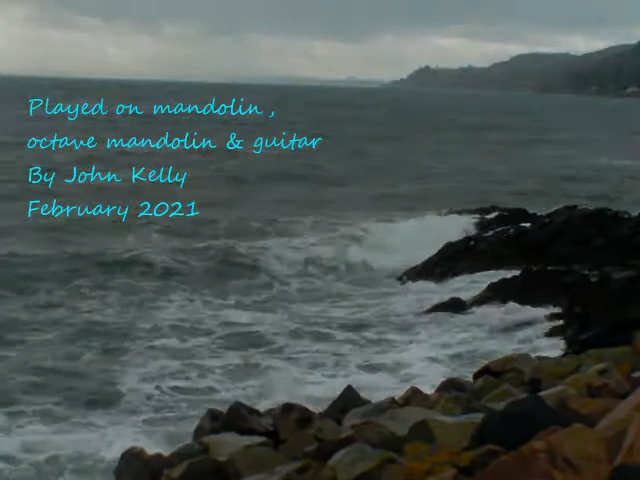 Played on mandolin,
octave mandolin & guitar
By John Kelly
February 2021